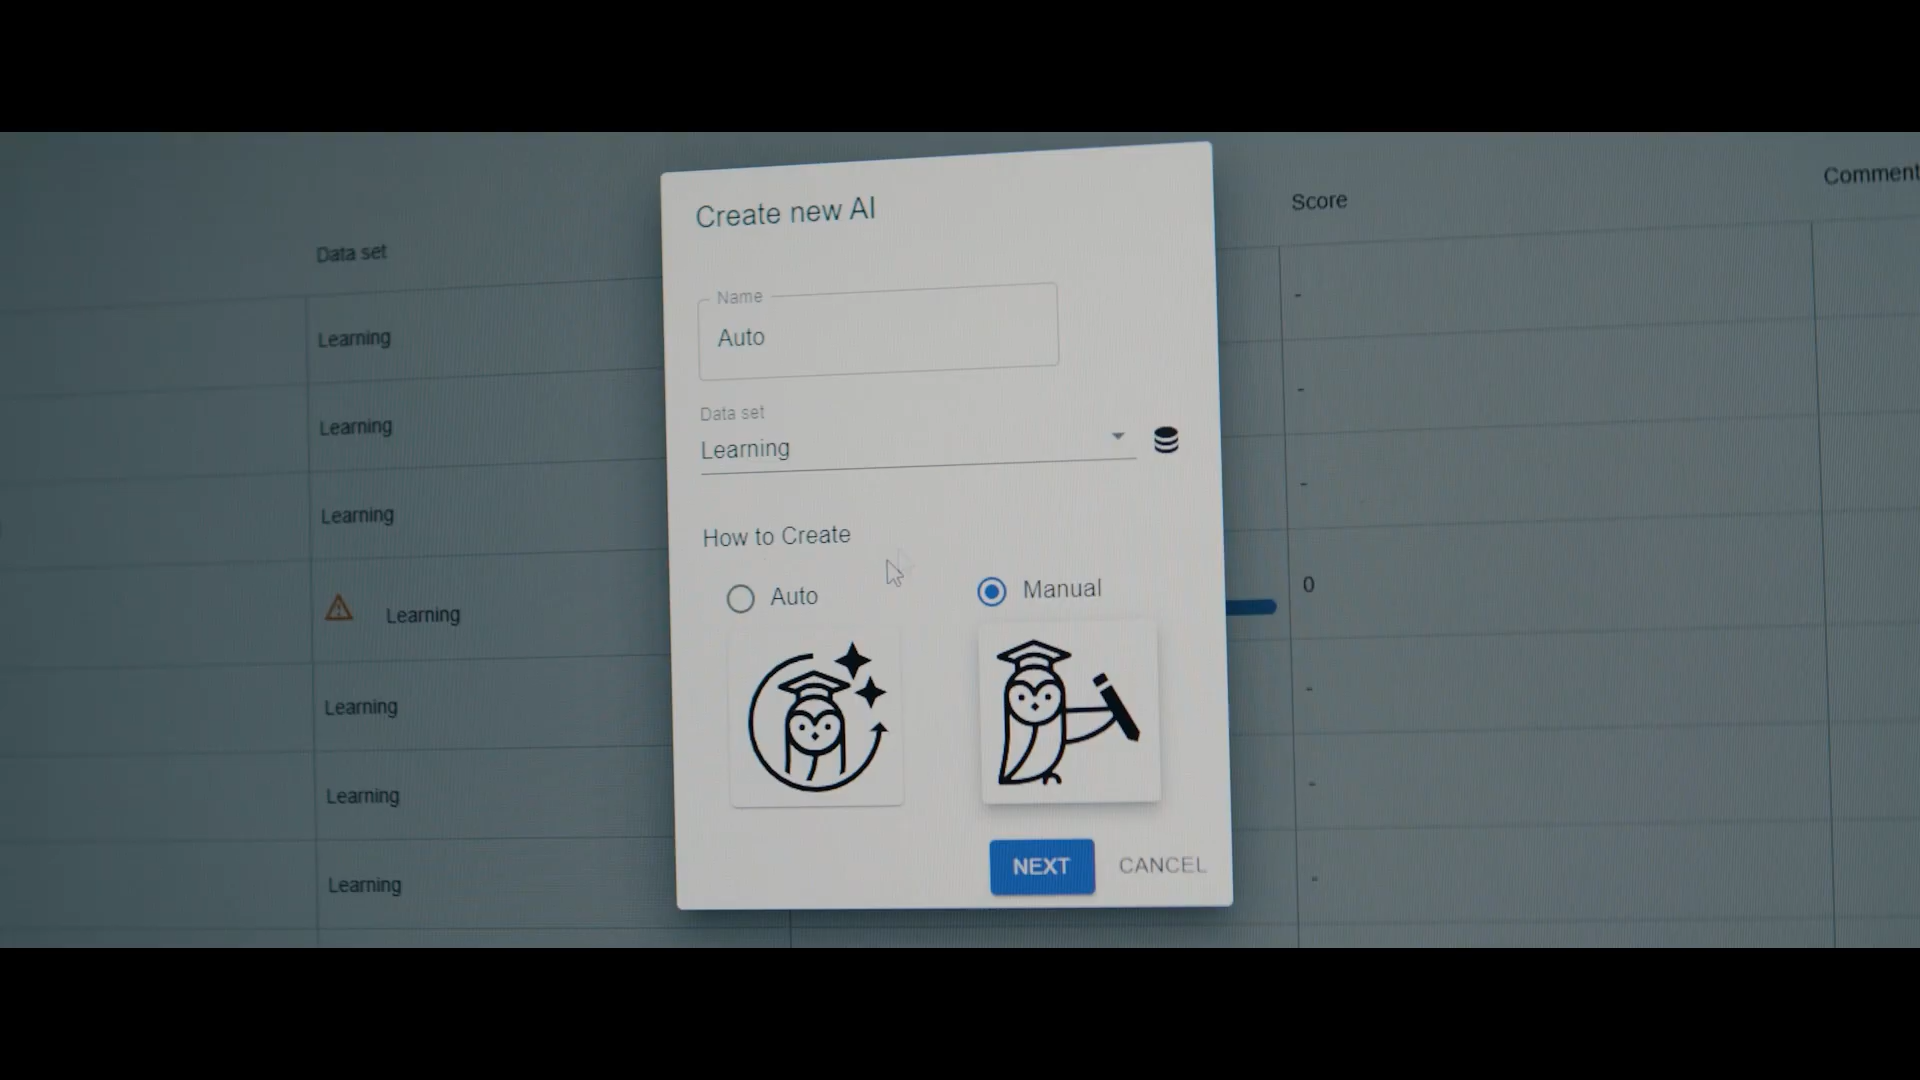 Comment
Score
Data set
Create new AI
Name
Auto
Data set
Learning
How to Create
Auto
Manual
NEXT
CANCEL
Learning
-
Learning
-
Learning
-
Learning
0
Learning
-
Learning
-
Learning
-